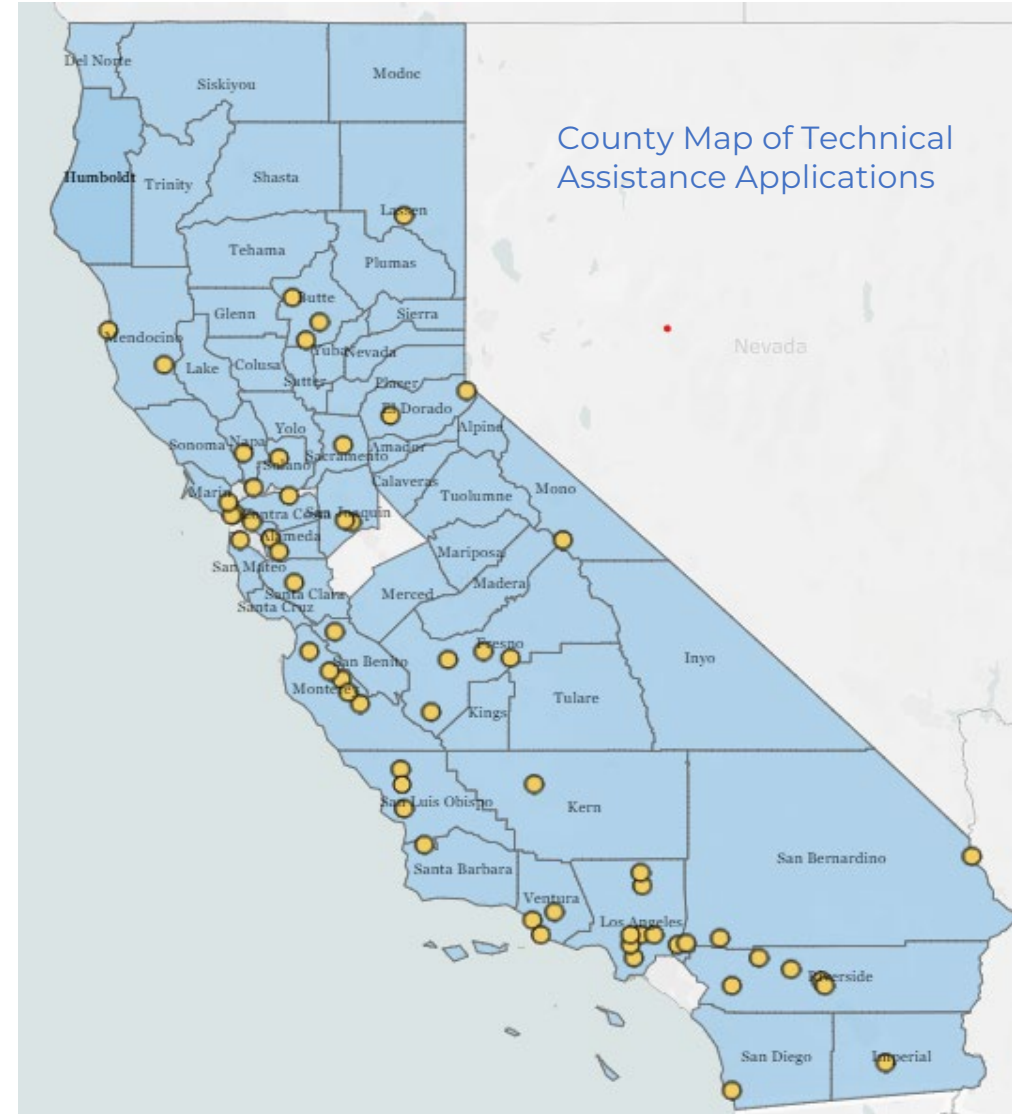 County Map of Technical
Assistance Applications
Del Norte
Siskiyou
Modoc
Humboldt
Trinity
Shasta
Lassen
Tehama
Plumas
Butte
Glenn
Sierra
Mendocino
Lake
Colusa
Yuba
Nevada
Nevada
Sutter
Placer
El Dorado
Yolo
Alpine
Sonoma
Napa
Sacramento
Amador
Solano
Calaveras
Marin
Tuolumne
Mono
Contra Costa
San Joaquin
Alameda
Mariposa
San Mateo
Madera
Santa Clara
Merced
Santa Cruz
Fresno
San Benito
Inyo
Monterey
Tulare
Kings
San Luis Obispo
Kern
San Bernardino
Santa Barbara
Ventura
Los Angeles
Riverside
San Diego
Imperial